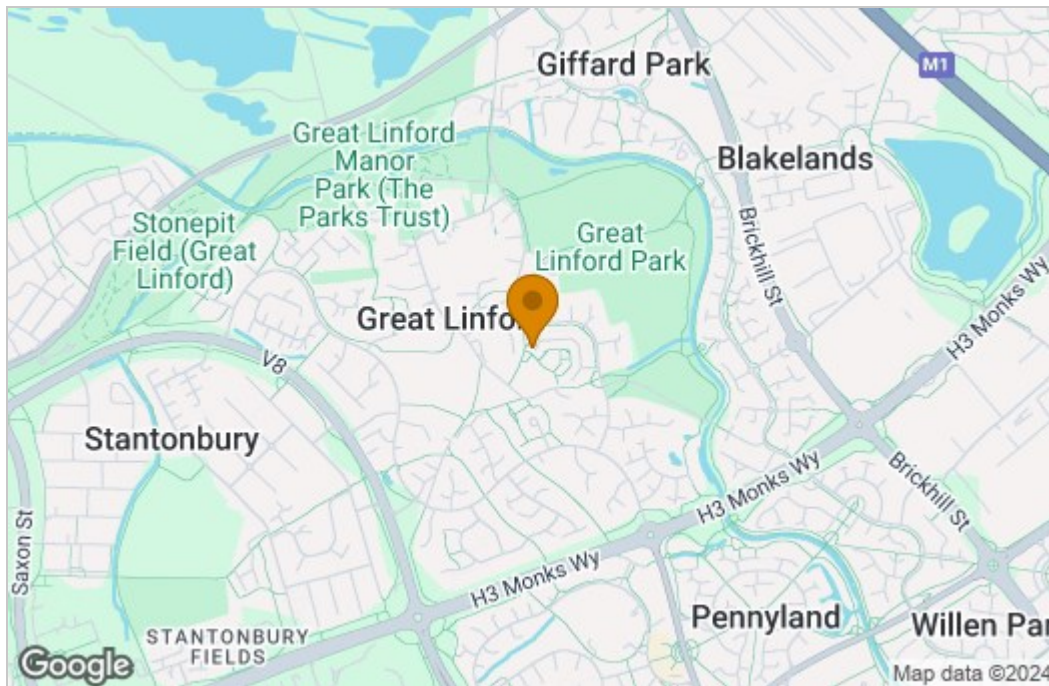 Giffard Park
M1
Great Linford
Manor
Park (The
Parks Trust)
Blakelands
Stonepit
Field (Great
Linford)
Great
Linford Park
Brickhill St
H3 Monks Wy
Great Linfor
V8
Stantonbury
Saxon St
H3 Monks Wy
Brickhill St
H3 Monks Wy
Pennyland
Willen Par
STANTONBURY
FIELDS
Google
Map data ©2024